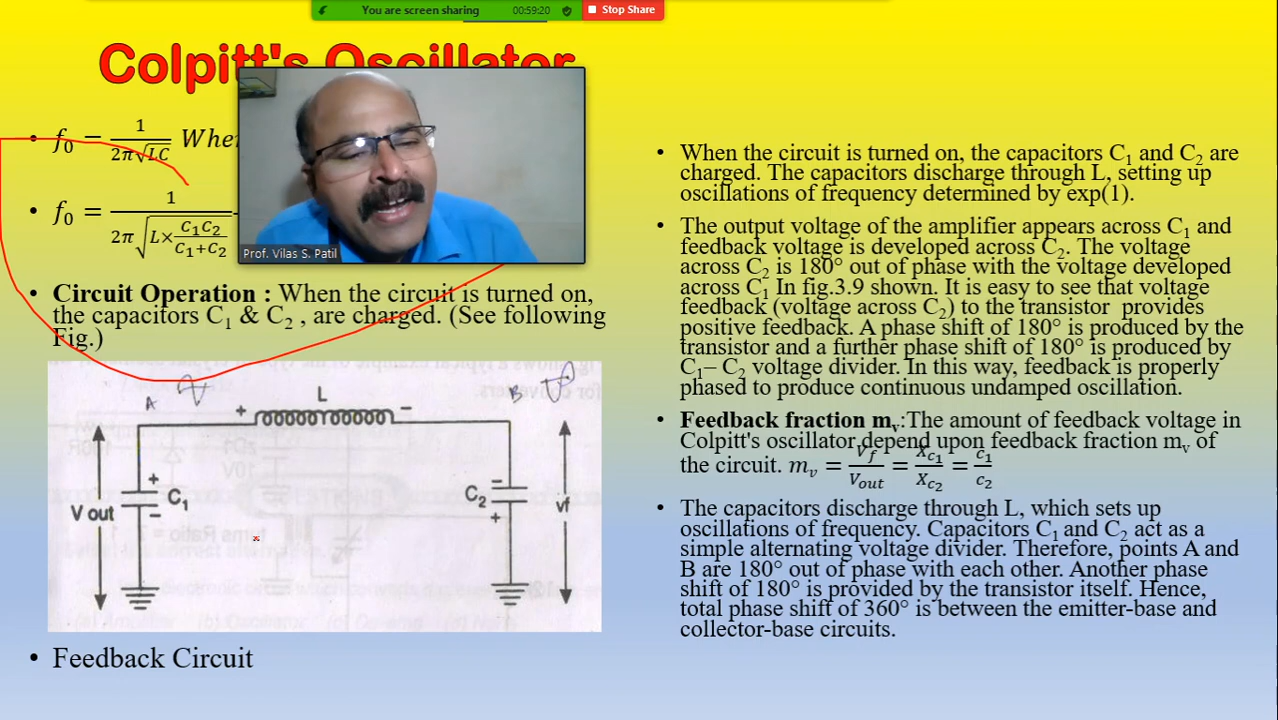 You are screen sharing 00:59:20 Stop Share
Colpitt's Oscillator
• f₀ = 1/(2π√LC) Whe
• f₀ = 1/(2π√(L×(C₁C₂)/(C₁+C₂)))
Prof. Vilas S. Patil
• Circuit Operation : When the circuit is turned on,
the capacitors C₁ & C₂ , are charged. (See following
Fig.)
A L B
+ -
+ C₁ - C₂ - +
V out vf
• Feedback Circuit
• When the circuit is turned on, the capacitors C₁ and C₂ are
charged. The capacitors discharge through L, setting up
oscillations of frequency determined by exp(1).
• The output voltage of the amplifier appears across C₁ and
feedback voltage is developed across C₂. The voltage
across C₂ is 180° out of phase with the voltage developed
across C₁ In fig.3.9 shown. It is easy to see that voltage
feedback (voltage across C₂) to the transistor provides
positive feedback. A phase shift of 180° is produced by the
transistor and a further phase shift of 180° is produced by
C₁– C₂ voltage divider. In this way, feedback is properly
phased to produce continuous undamped oscillation.
• Feedback fraction mᵥ:The amount of feedback voltage in
Colpitt's oscillator depend upon feedback fraction mᵥ of
the circuit. mᵥ = V_f/V_out = X_c₁/X_c₂ = c₁/c₂
• The capacitors discharge through L, which sets up
oscillations of frequency. Capacitors C₁ and C₂ act as a
simple alternating voltage divider. Therefore, points A and
B are 180° out of phase with each other. Another phase
shift of 180° is provided by the transistor itself. Hence,
total phase shift of 360° is between the emitter-base and
collector-base circuits.